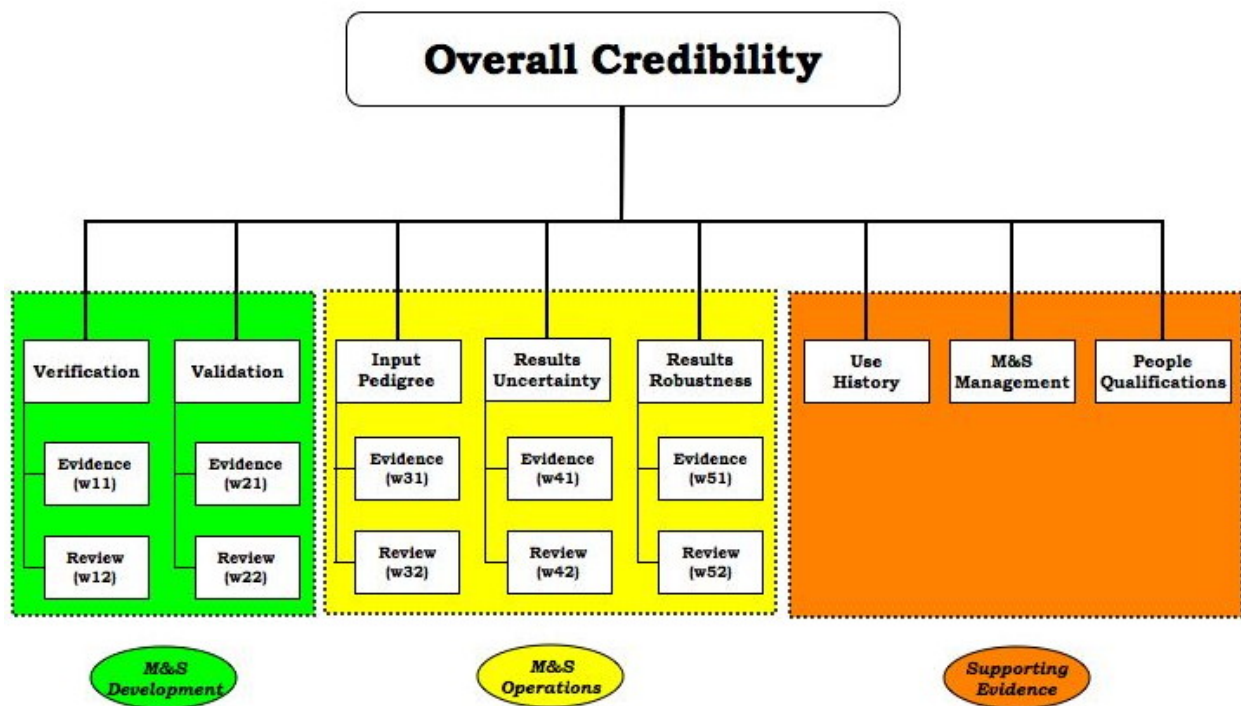 Overall Credibility
Verification
Validation
Input
Pedigree
Results
Uncertainty
Results
Robustness
Use
History
M&S
Management
People
Qualifications
Evidence
(w11)
Evidence
(w21)
Evidence
(w31)
Evidence
(w41)
Evidence
(w51)
Review
(w12)
Review
(w22)
Review
(w32)
Review
(w42)
Review
(w52)
M&S
Development
M&S
Operations
Supporting
Evidence